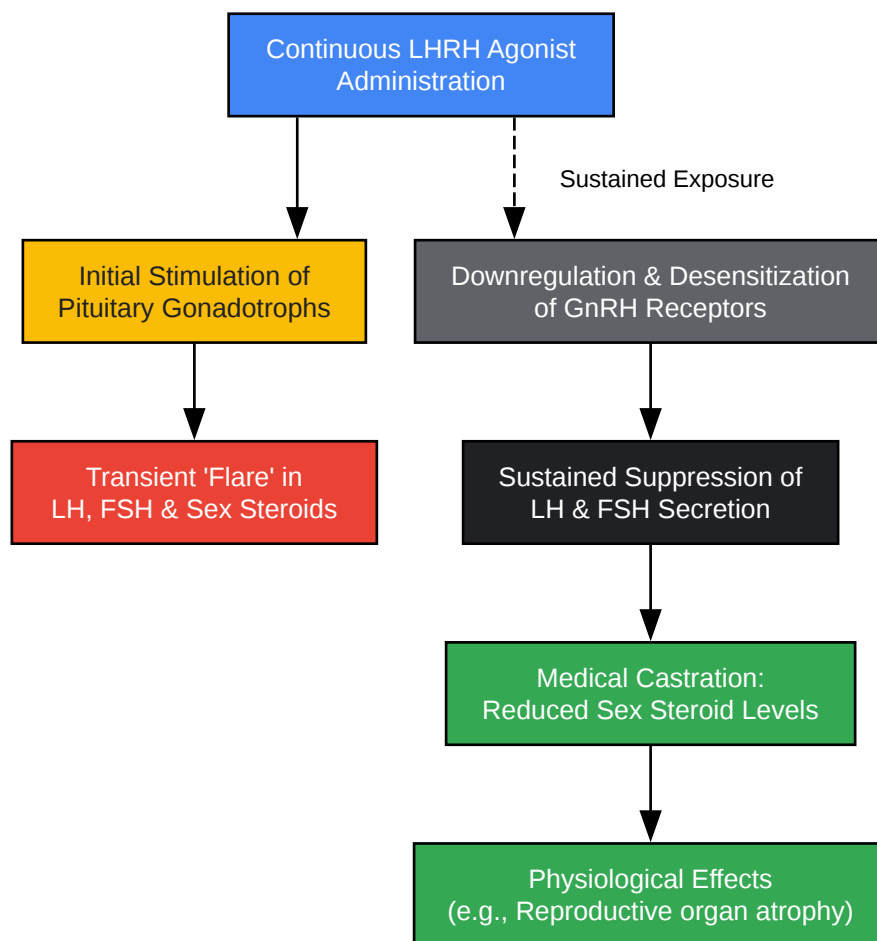 Continuous LHRH Agonist
Administration
Sustained Exposure
Initial Stimulation of
Pituitary Gonadotrophs
Downregulation & Desensitization
of GnRH Receptors
Transient 'Flare' in
LH, FSH & Sex Steroids
Sustained Suppression of
LH & FSH Secretion
Medical Castration:
Reduced Sex Steroid Levels
Physiological Effects
(e.g., Reproductive organ atrophy)